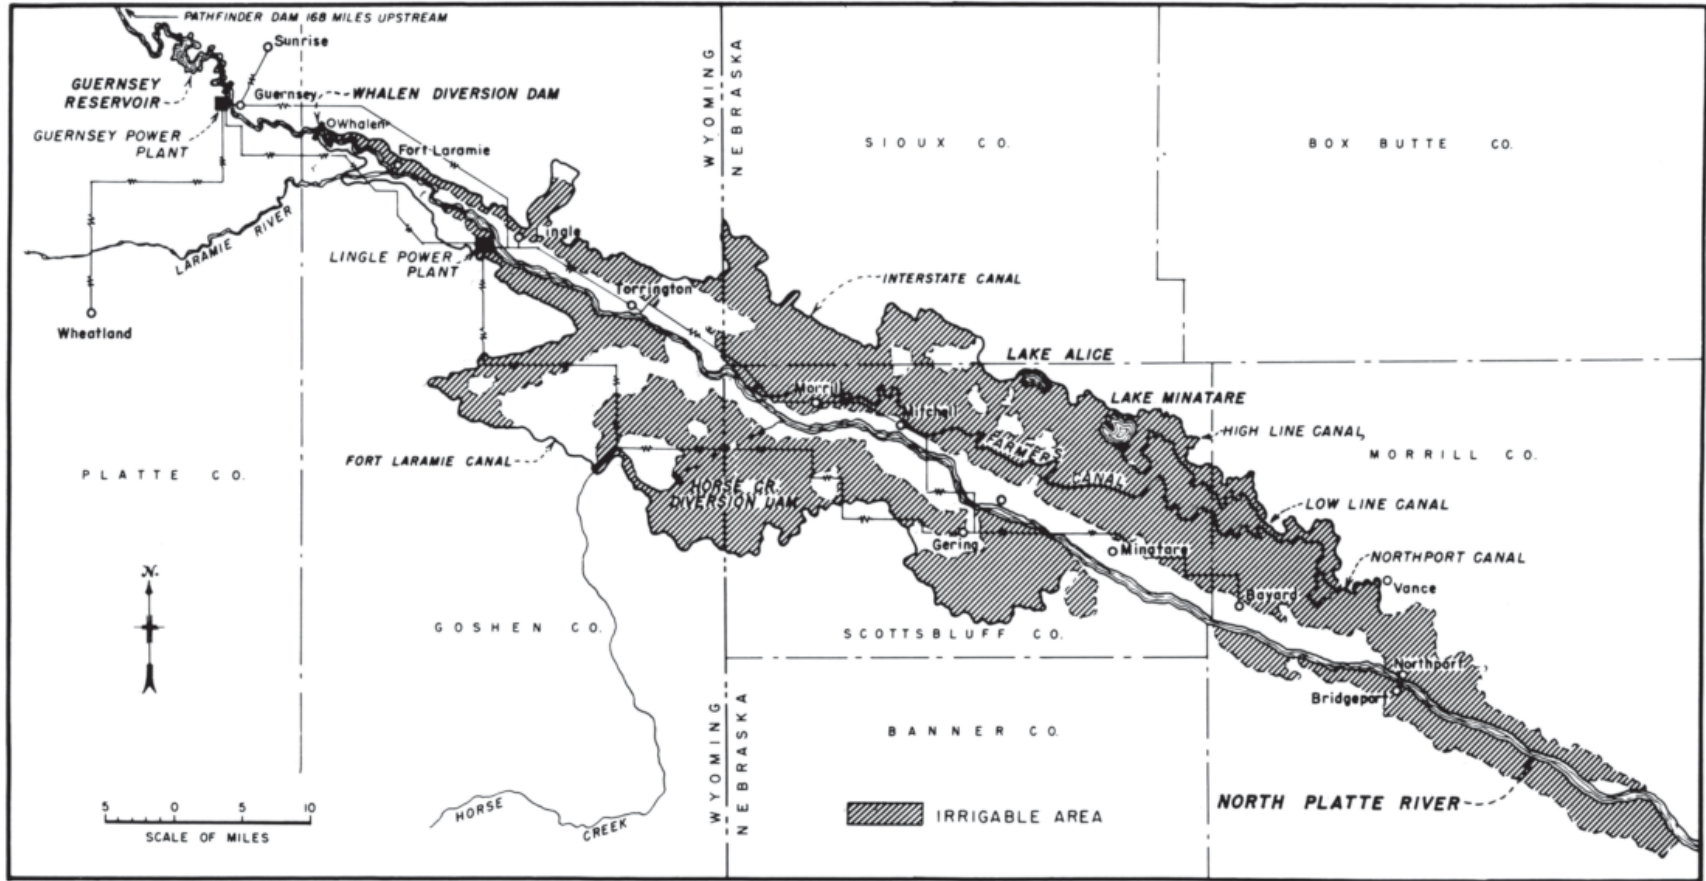 PATHFINDER DAM 168 MILES UPSTREAM
Sunrise
GUERNSEY
RESERVOIR
Guernsey
WHALEN DIVERSION DAM
GUERNSEY POWER
PLANT
Whalen
Fort Laramie
LARAMIE RIVER
LINGLE POWER
PLANT
Lingle
Wheatland
Torrington
WYOMING
NEBRASKA
SIOUX CO.
BOX BUTTE CO.
INTERSTATE CANAL
LAKE ALICE
LAKE MINATARE
HIGH LINE CANAL
MORRILL CO.
Morrill
Mitchell
FARMER'S
CANAL
PLATTE CO.
FORT LARAMIE CANAL
HORSE CR.
DIVERSION DAM
LOW LINE CANAL
NORTHPORT CANAL
Gering
Minatare
Vance
Bayard
N.
GOSHEN CO.
SCOTTSBLUFF CO.
Northport
Bridgeport
WYOMING
NEBRASKA
BANNER CO.
NORTH PLATTE RIVER
HORSE
CREEK
IRRIGABLE AREA
5 0 5 10
SCALE OF MILES